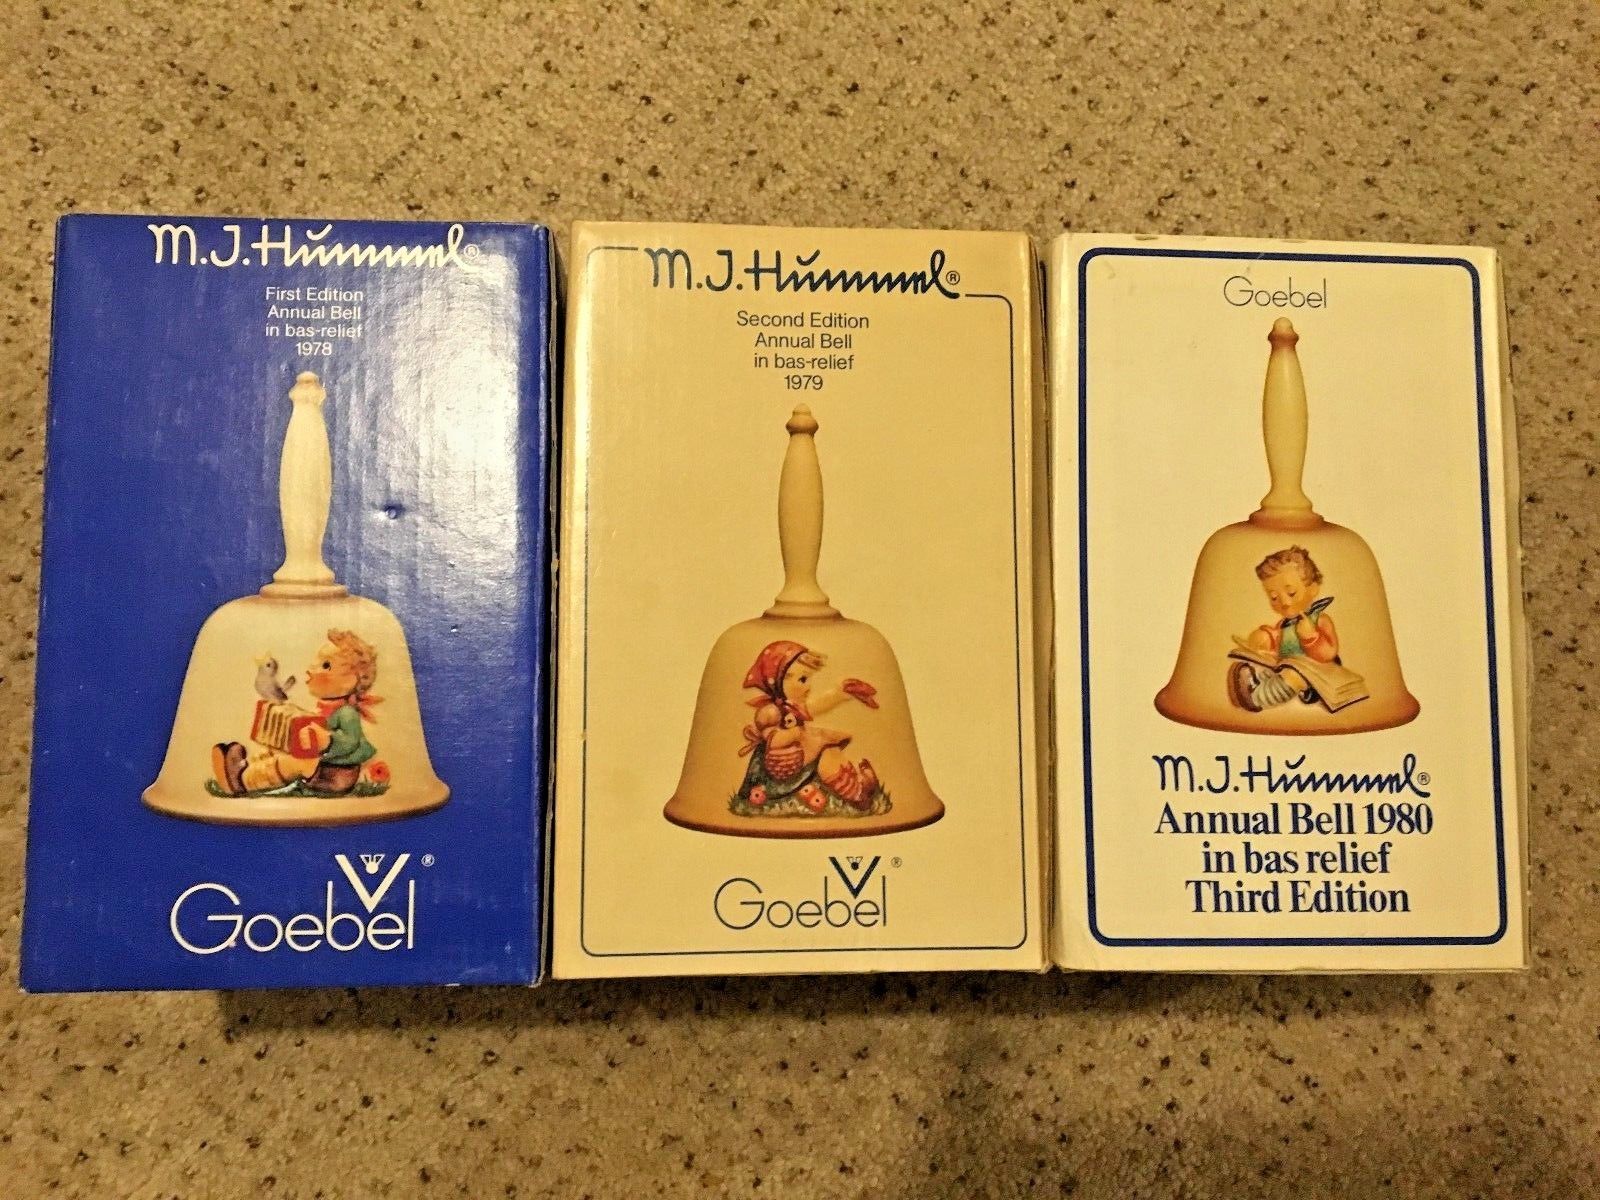 M.J.Hummel®
First Edition
Annual Bell
in bas-relief
1978
Goebel ®
M.J.Hummel®
Second Edition
Annual Bell
in bas-relief
1979
Goebel ®
Goebel
M.J.Hummel®
Annual Bell 1980
in bas relief
Third Edition